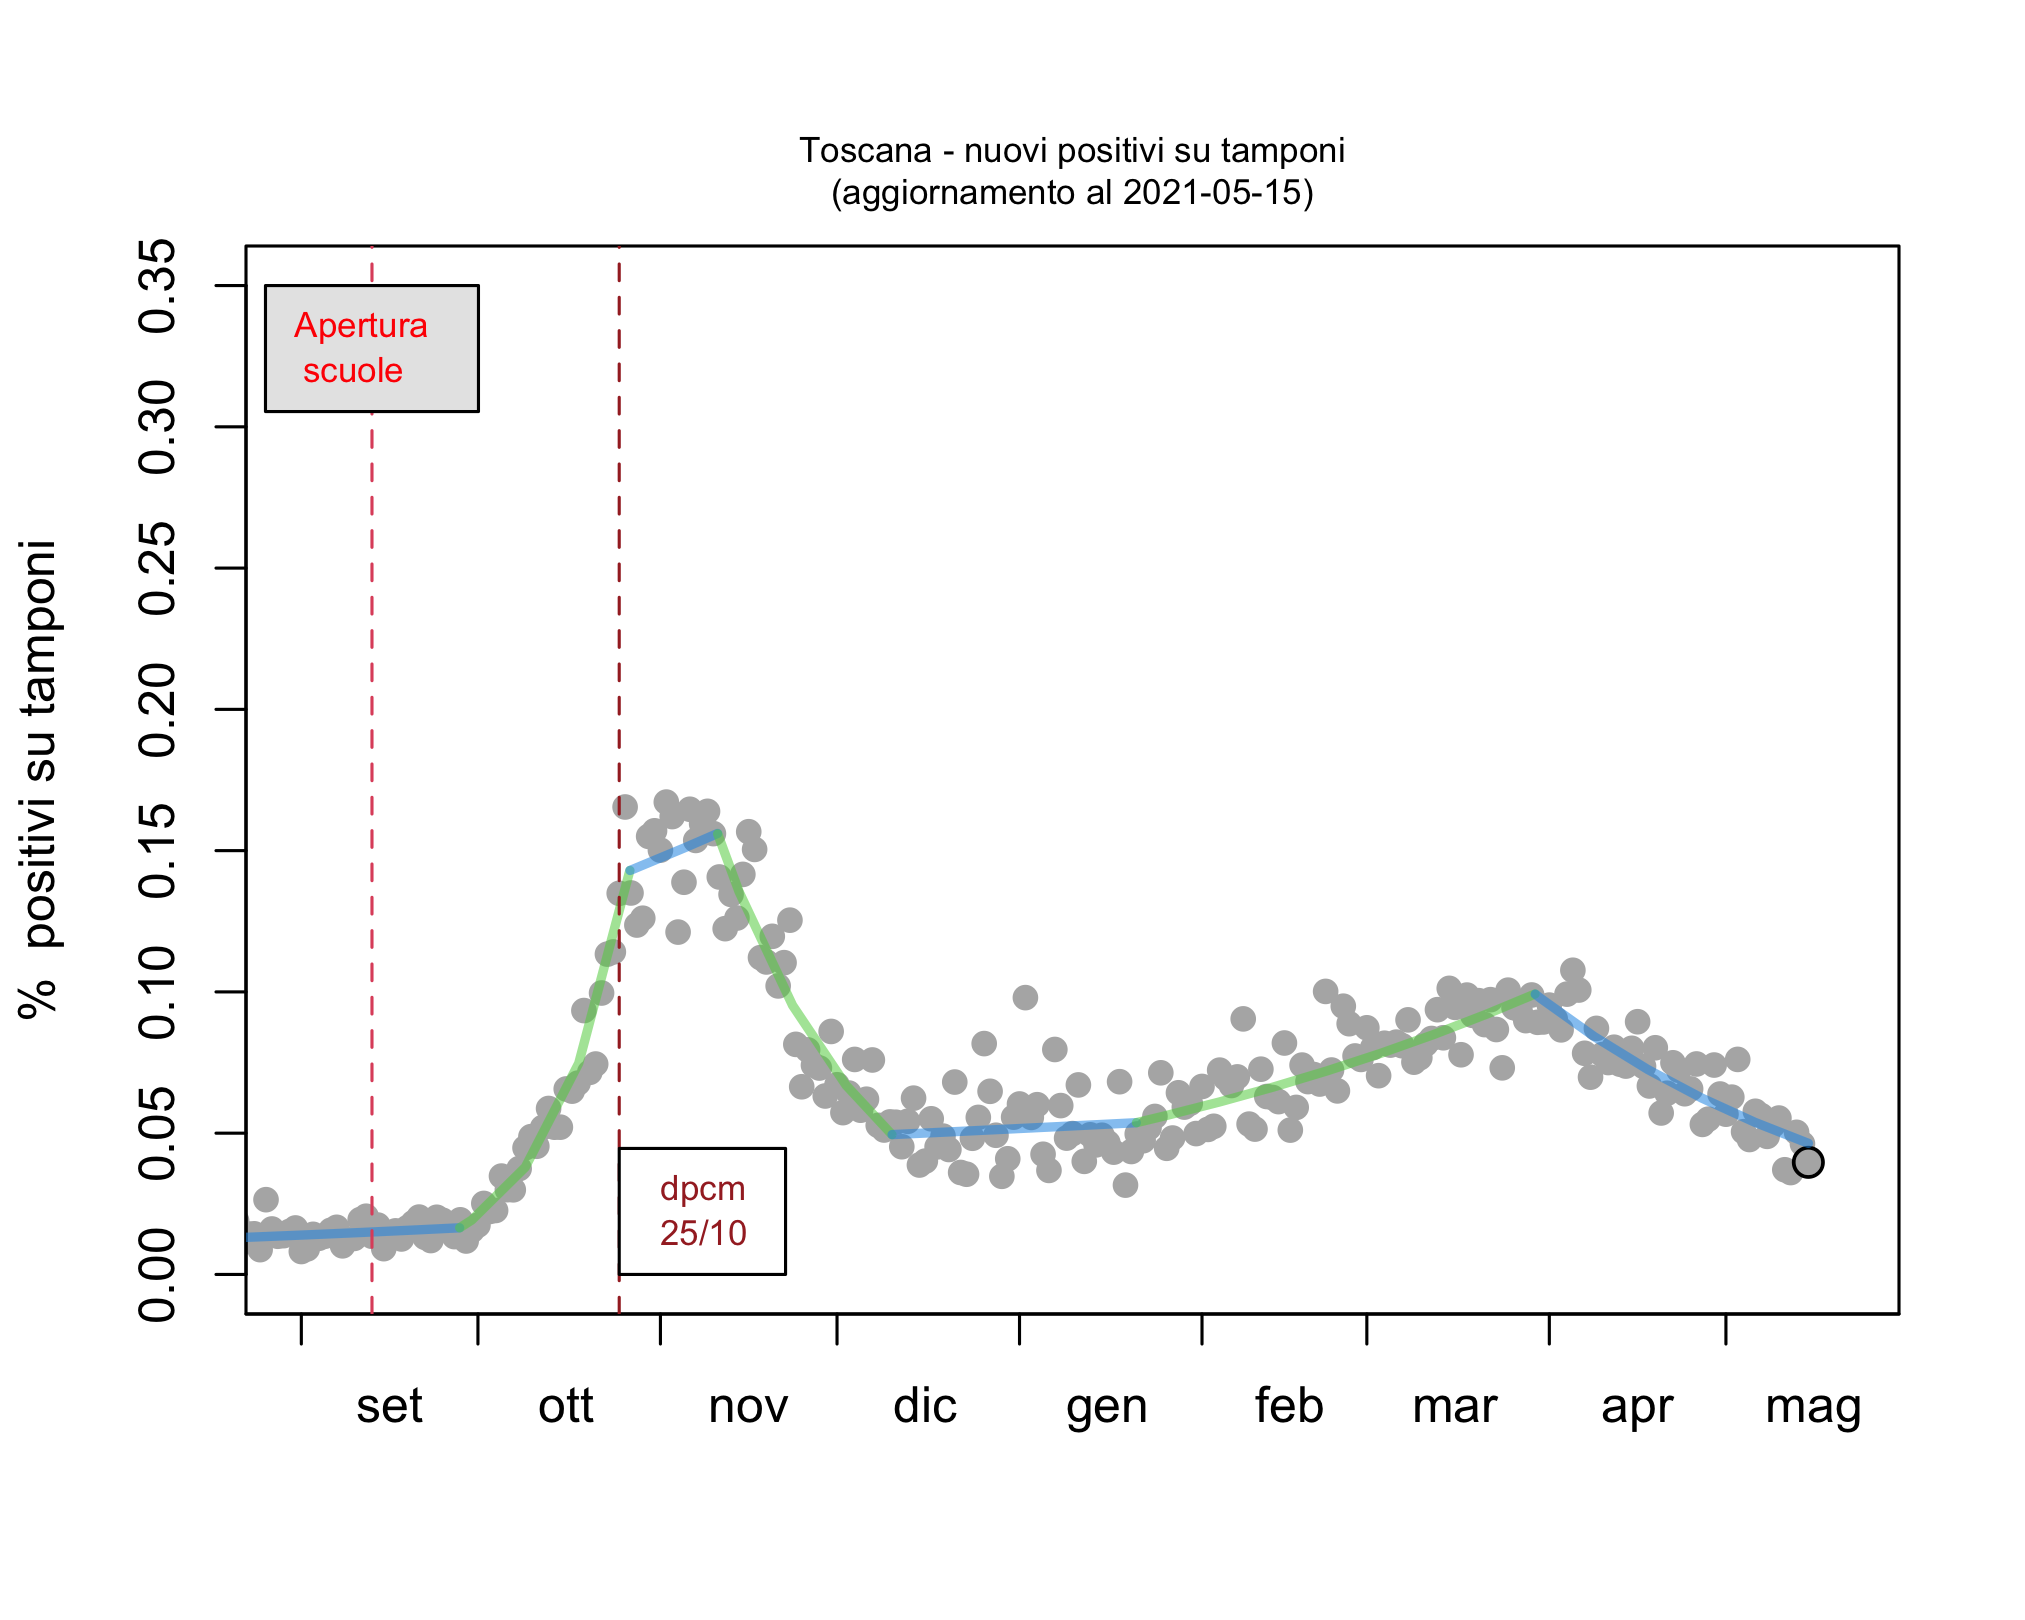 Toscana - nuovi positivi su tamponi
(aggiornamento al 2021-05-15)
% positivi su tamponi
0.35
0.30
0.25
0.20
0.15
0.10
0.05
0.00
Apertura
scuole
dpcm
25/10
set ott nov dic gen feb mar apr mag